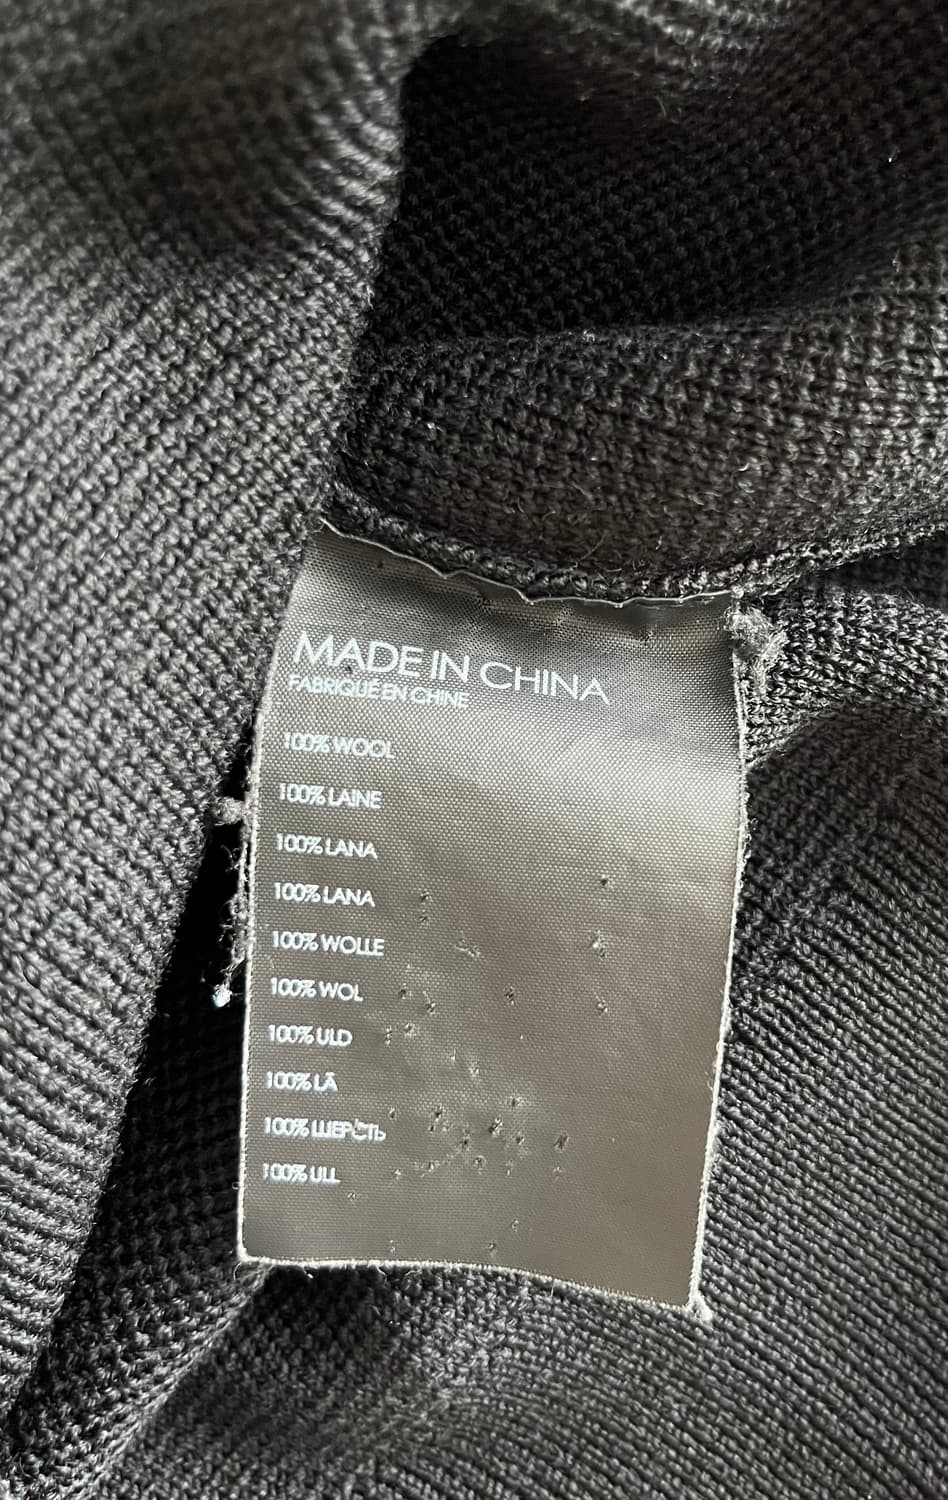 MADE IN CHINA
FABRIQUÉ EN CHINE
100% WOOL
100% LAINE
100% LANA
100% LANA
100% WOLLE
100% WOL
100% ULD
100% LÃ
100% ШЕРСТЬ
100% ULL